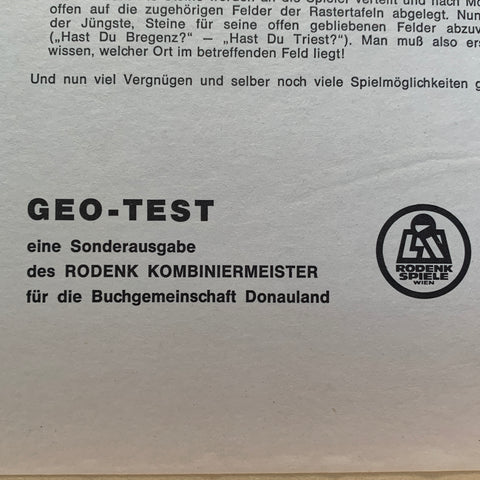 offen auf die zugehörigen Felder der Rastertafeln abgelegt. Nun
der Jüngste, Steine für seine offen gebliebenen Felder abzu
(„Hast Du Bregenz?" — „Hast Du Triest?"). Man muß also
wissen, welcher Ort im betreffenden Feld liegt!
Und nun viel Vergnügen und selber noch viele Spielmöglichkeiten
GEO-TEST
eine Sonderausgabe
des RODENK KOMBINIERMEISTER
für die Buchgemeinschaft Donauland
RODENK
SPIELE
WIEN